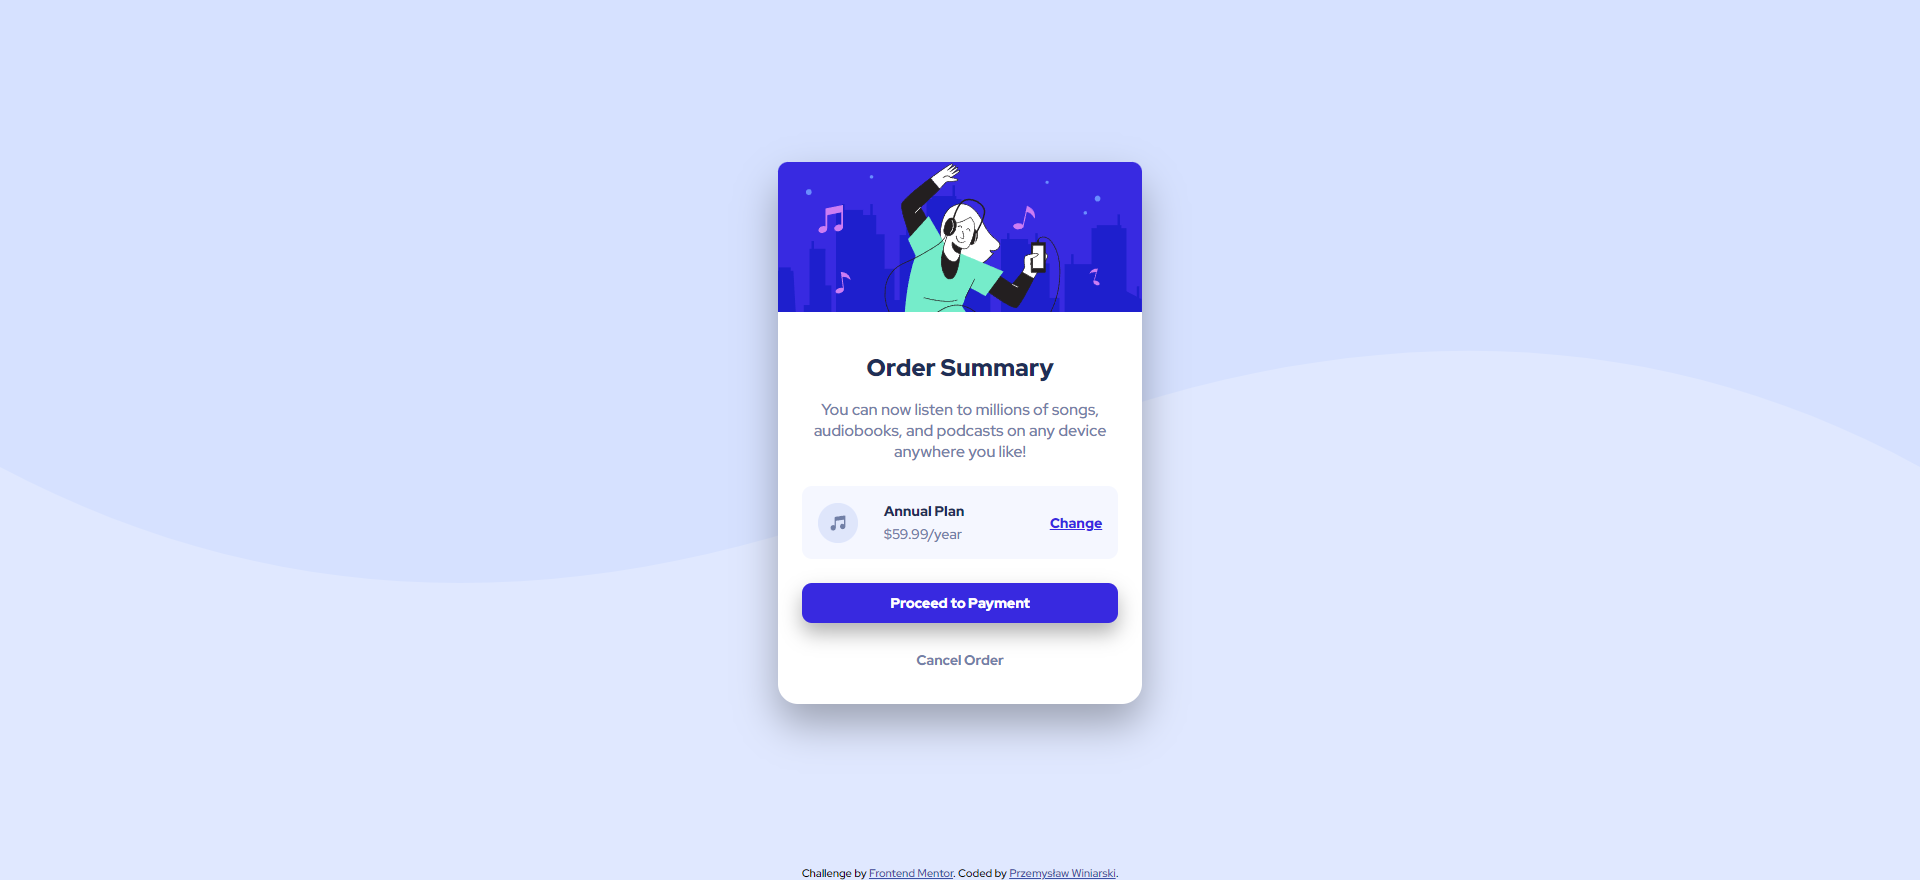 Order Summary
You can now listen to millions of songs,
audiobooks, and podcasts on any device
anywhere you like!
Annual Plan
$59.99/year
Change
Proceed to Payment
Cancel Order
Challenge by Frontend Mentor. Coded by Przemysław Winiarski.